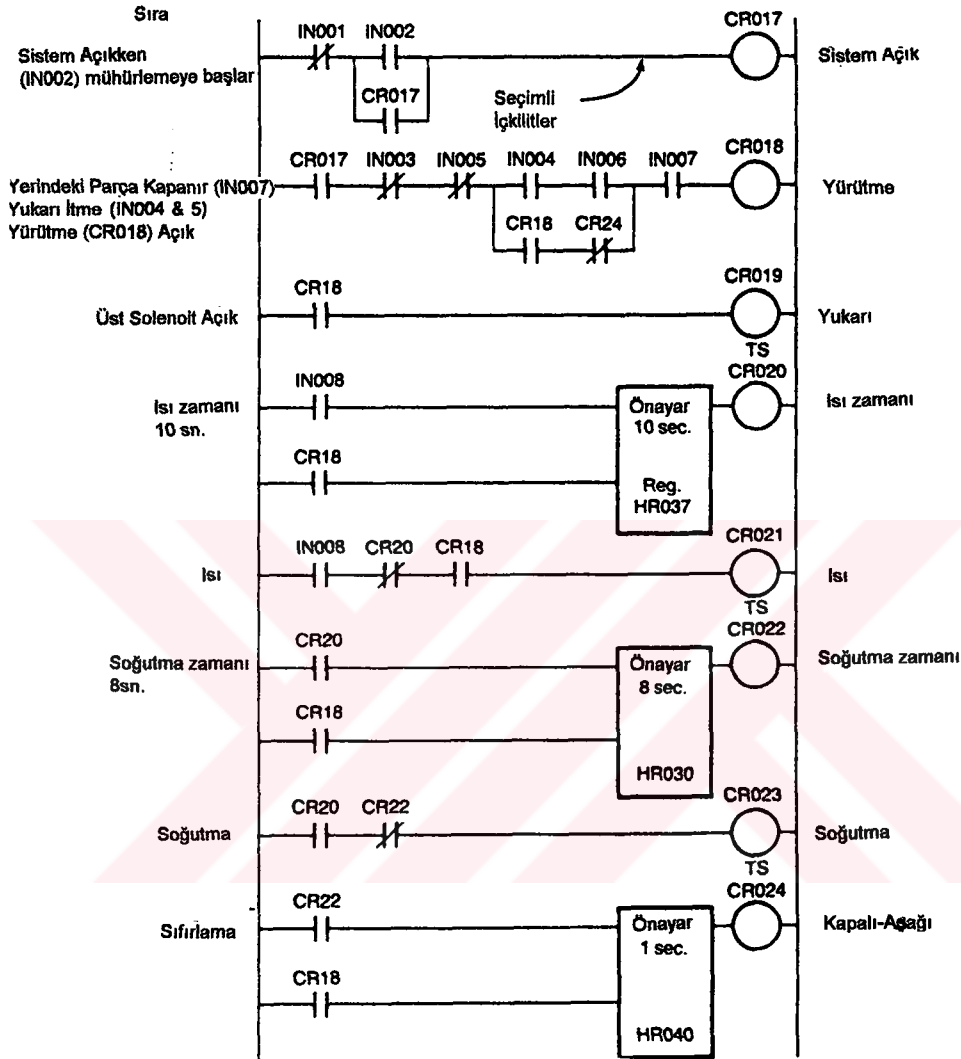 Sıra
IN001 IN002 CR017
Sistem Açıkken
(IN002) mühürlemeye başlar
Sistem Açık
CR017
Seçimli
İçkilitler
CR017 IN003 IN005 IN004 IN006 IN007 CR018
Yerindeki Parça Kapanır (IN007)
Yukarı İtme (IN004 & 5)
Yürütme (CR018) Açık
Yürütme
CR18 CR24
CR18 CR019
Üst Solenoit Açık
Yukarı
TS
IN008 CR020
Isı zamanı
10 sn.
Önayar
10 sec.
Isı zamanı
CR18
Reg.
HR037
IN008 CR20 CR18 CR021
Isı
Isı
TS
CR20 CR022
Soğutma zamanı
8sn.
Önayar
8 sec.
Soğutma zamanı
CR18
HR030
CR20 CR22 CR023
Soğutma
Soğutma
TS
CR22 CR024
Sıfırlama
Önayar
1 sec.
Kapalı-Aşağı
CR18
HR040